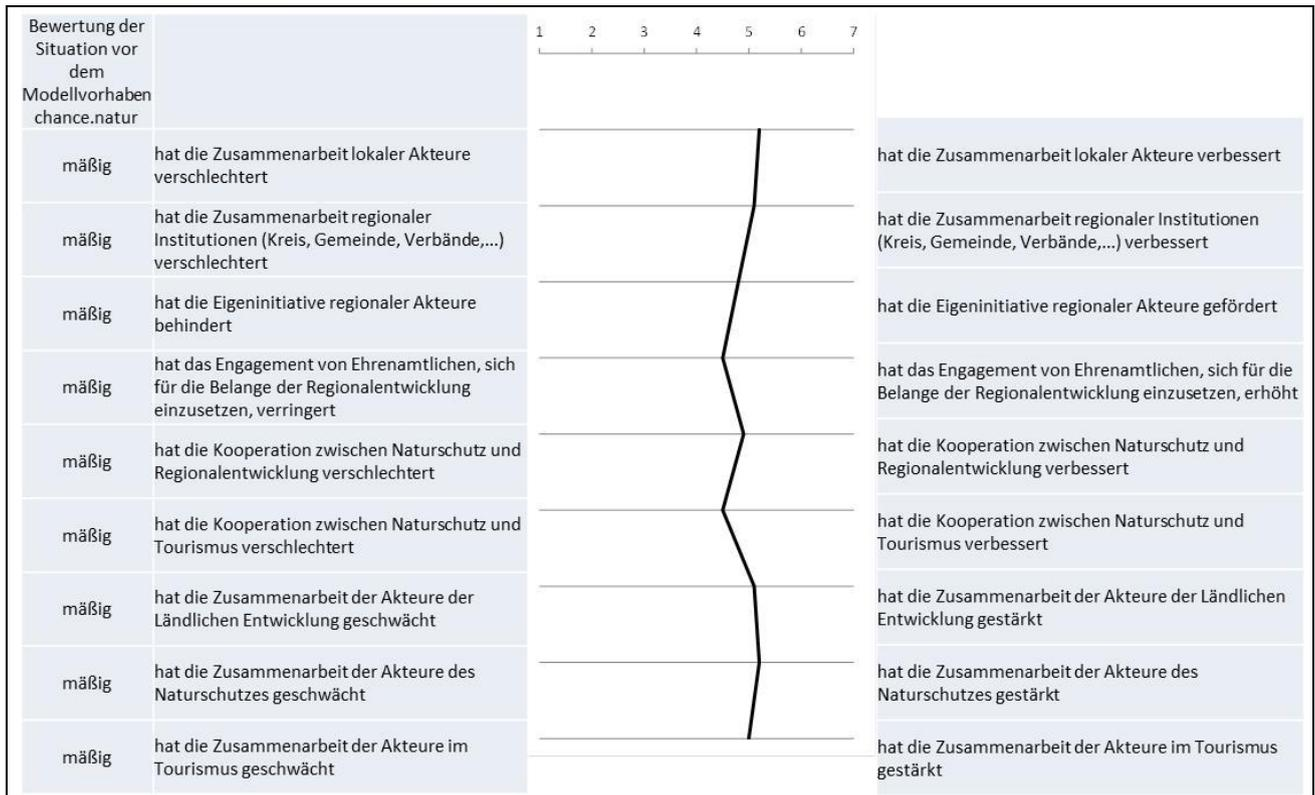 Bewertung der
Situation vor
dem
Modellvorhaben
chance.natur
1 2 3 4 5 6 7
mäßig
hat die Zusammenarbeit lokaler Akteure
verschlechtert
hat die Zusammenarbeit lokaler Akteure verbessert
mäßig
hat die Zusammenarbeit regionaler
Institutionen (Kreis, Gemeinde, Verbände,...)
verschlechtert
hat die Zusammenarbeit regionaler Institutionen
(Kreis, Gemeinde, Verbände,...) verbessert
mäßig
hat die Eigeninitiative regionaler Akteure
behindert
hat die Eigeninitiative regionaler Akteure gefördert
mäßig
hat das Engagement von Ehrenamtlichen, sich
für die Belange der Regionalentwicklung
einzusetzen, verringert
hat das Engagement von Ehrenamtlichen, sich für die
Belange der Regionalentwicklung einzusetzen, erhöht
mäßig
hat die Kooperation zwischen Naturschutz und
Regionalentwicklung verschlechtert
hat die Kooperation zwischen Naturschutz und
Regionalentwicklung verbessert
mäßig
hat die Kooperation zwischen Naturschutz und
Tourismus verschlechtert
hat die Kooperation zwischen Naturschutz und
Tourismus verbessert
mäßig
hat die Zusammenarbeit der Akteure der
Ländlichen Entwicklung geschwächt
hat die Zusammenarbeit der Akteure der Ländlichen
Entwicklung gestärkt
mäßig
hat die Zusammenarbeit der Akteure des
Naturschutzes geschwächt
hat die Zusammenarbeit der Akteure des
Naturschutzes gestärkt
mäßig
hat die Zusammenarbeit der Akteure im
Tourismus geschwächt
hat die Zusammenarbeit der Akteure im Tourismus
gestärkt